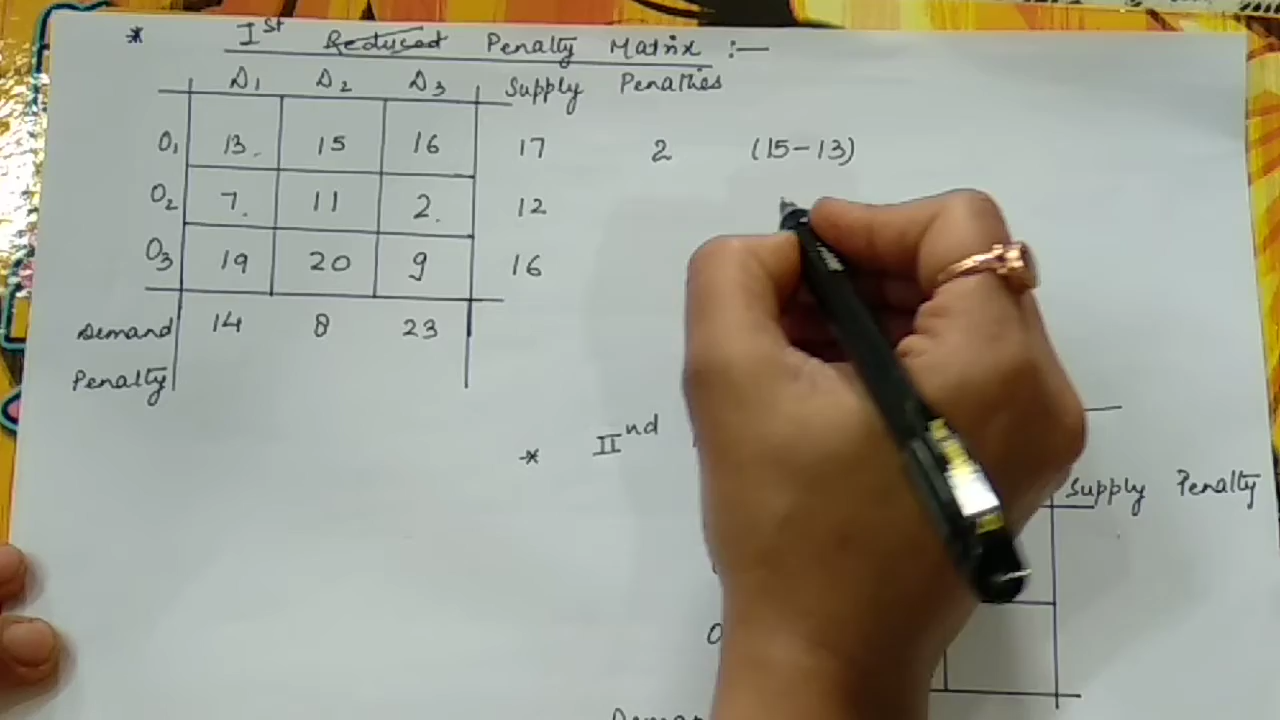 * Ist Reduced Penalty Matrix :-
D1 D2 D3 Supply Penalties
O1 13 15 16 17 2 (15-13)
O2 7 11 2 12
O3 19 20 9 16
Demand 14 8 23
Penalty
* IInd
Supply Penalty